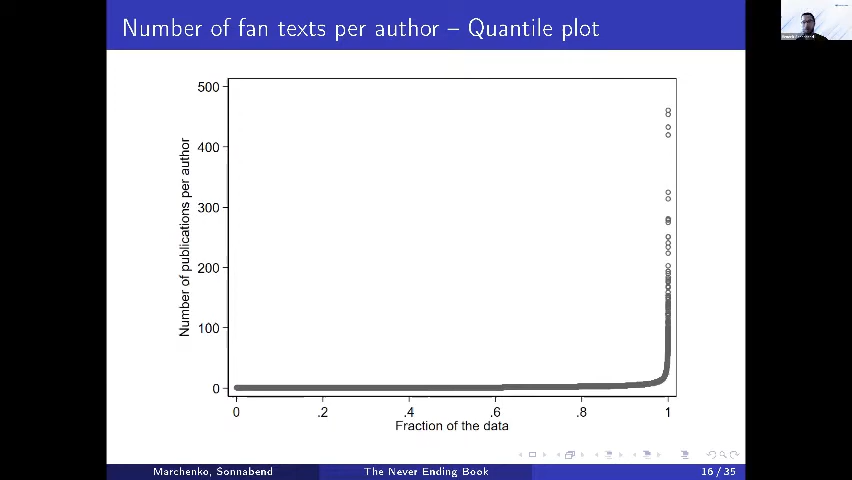 Number of fan texts per author – Quantile plot
500
400
300
200
100
0
Number of publications per author
0 .2 .4 .6 .8 1
Fraction of the data
Marchenko, Sonnabend The Never Ending Book 16 / 35